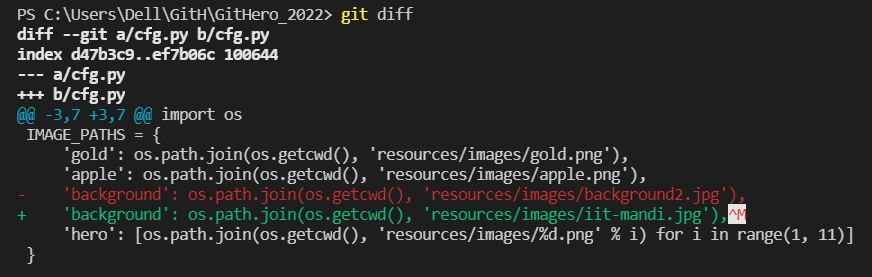 PS C:\Users\Dell\GitH\GitHero_2022> git diff
diff --git a/cfg.py b/cfg.py
index d47b3c9..ef7b06c 100644
--- a/cfg.py
+++ b/cfg.py
@@ -3,7 +3,7 @@ import os
 IMAGE_PATHS = {
     'gold': os.path.join(os.getcwd(), 'resources/images/gold.png'),
     'apple': os.path.join(os.getcwd(), 'resources/images/apple.png'),
-    'background': os.path.join(os.getcwd(), 'resources/images/background2.jpg'),
+    'background': os.path.join(os.getcwd(), 'resources/images/iit-mandi.jpg'),^M
     'hero': [os.path.join(os.getcwd(), 'resources/images/%d.png' % i) for i in range(1, 11)]
 }